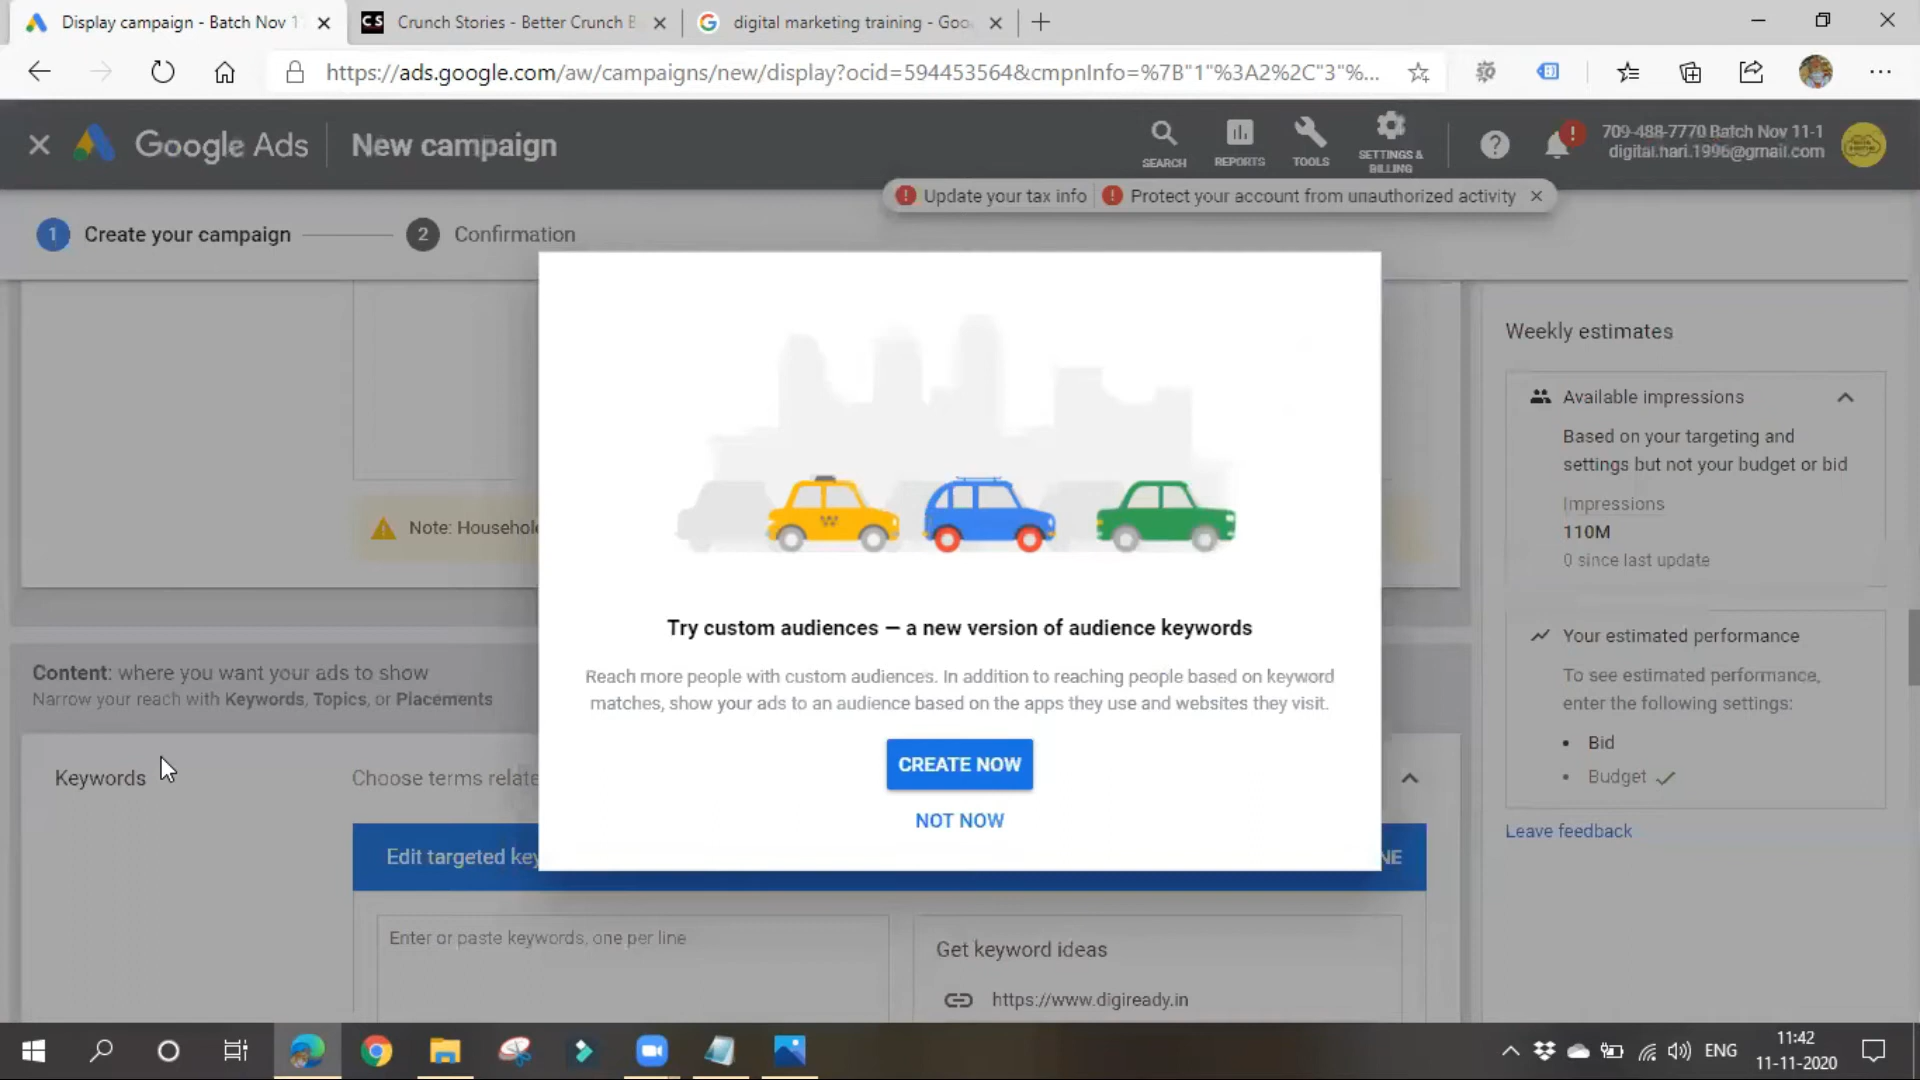 Display campaign - Batch Nov 1
Crunch Stories - Better Crunch B
digital marketing training - Goo
https://ads.google.com/aw/campaigns/new/display?ocid=594453564&cmpnInfo=%7B"1"%3A2%2C"3"%...
Google Ads
New campaign
SEARCH
REPORTS
TOOLS
SETTINGS &
BILLING
709-488-7770 Batch Nov 11-1
digital.hari.1996@gmail.com
Update your tax info
Protect your account from unauthorized activity
1 Create your campaign
2 Confirmation
Weekly estimates
Available impressions
Based on your targeting and
settings but not your budget or bid
Impressions
110M
0 since last update
Note: Househol
Try custom audiences — a new version of audience keywords
Reach more people with custom audiences. In addition to reaching people based on keyword
matches, show your ads to an audience based on the apps they use and websites they visit.
CREATE NOW
NOT NOW
Your estimated performance
To see estimated performance,
enter the following settings:
• Bid
• Budget
Leave feedback
Content: where you want your ads to show
Narrow your reach with Keywords, Topics, or Placements
Keywords
Choose terms relate
Edit targeted key
NE
Enter or paste keywords, one per line
Get keyword ideas
https://www.digiready.in
ENG
11:42
11-11-2020